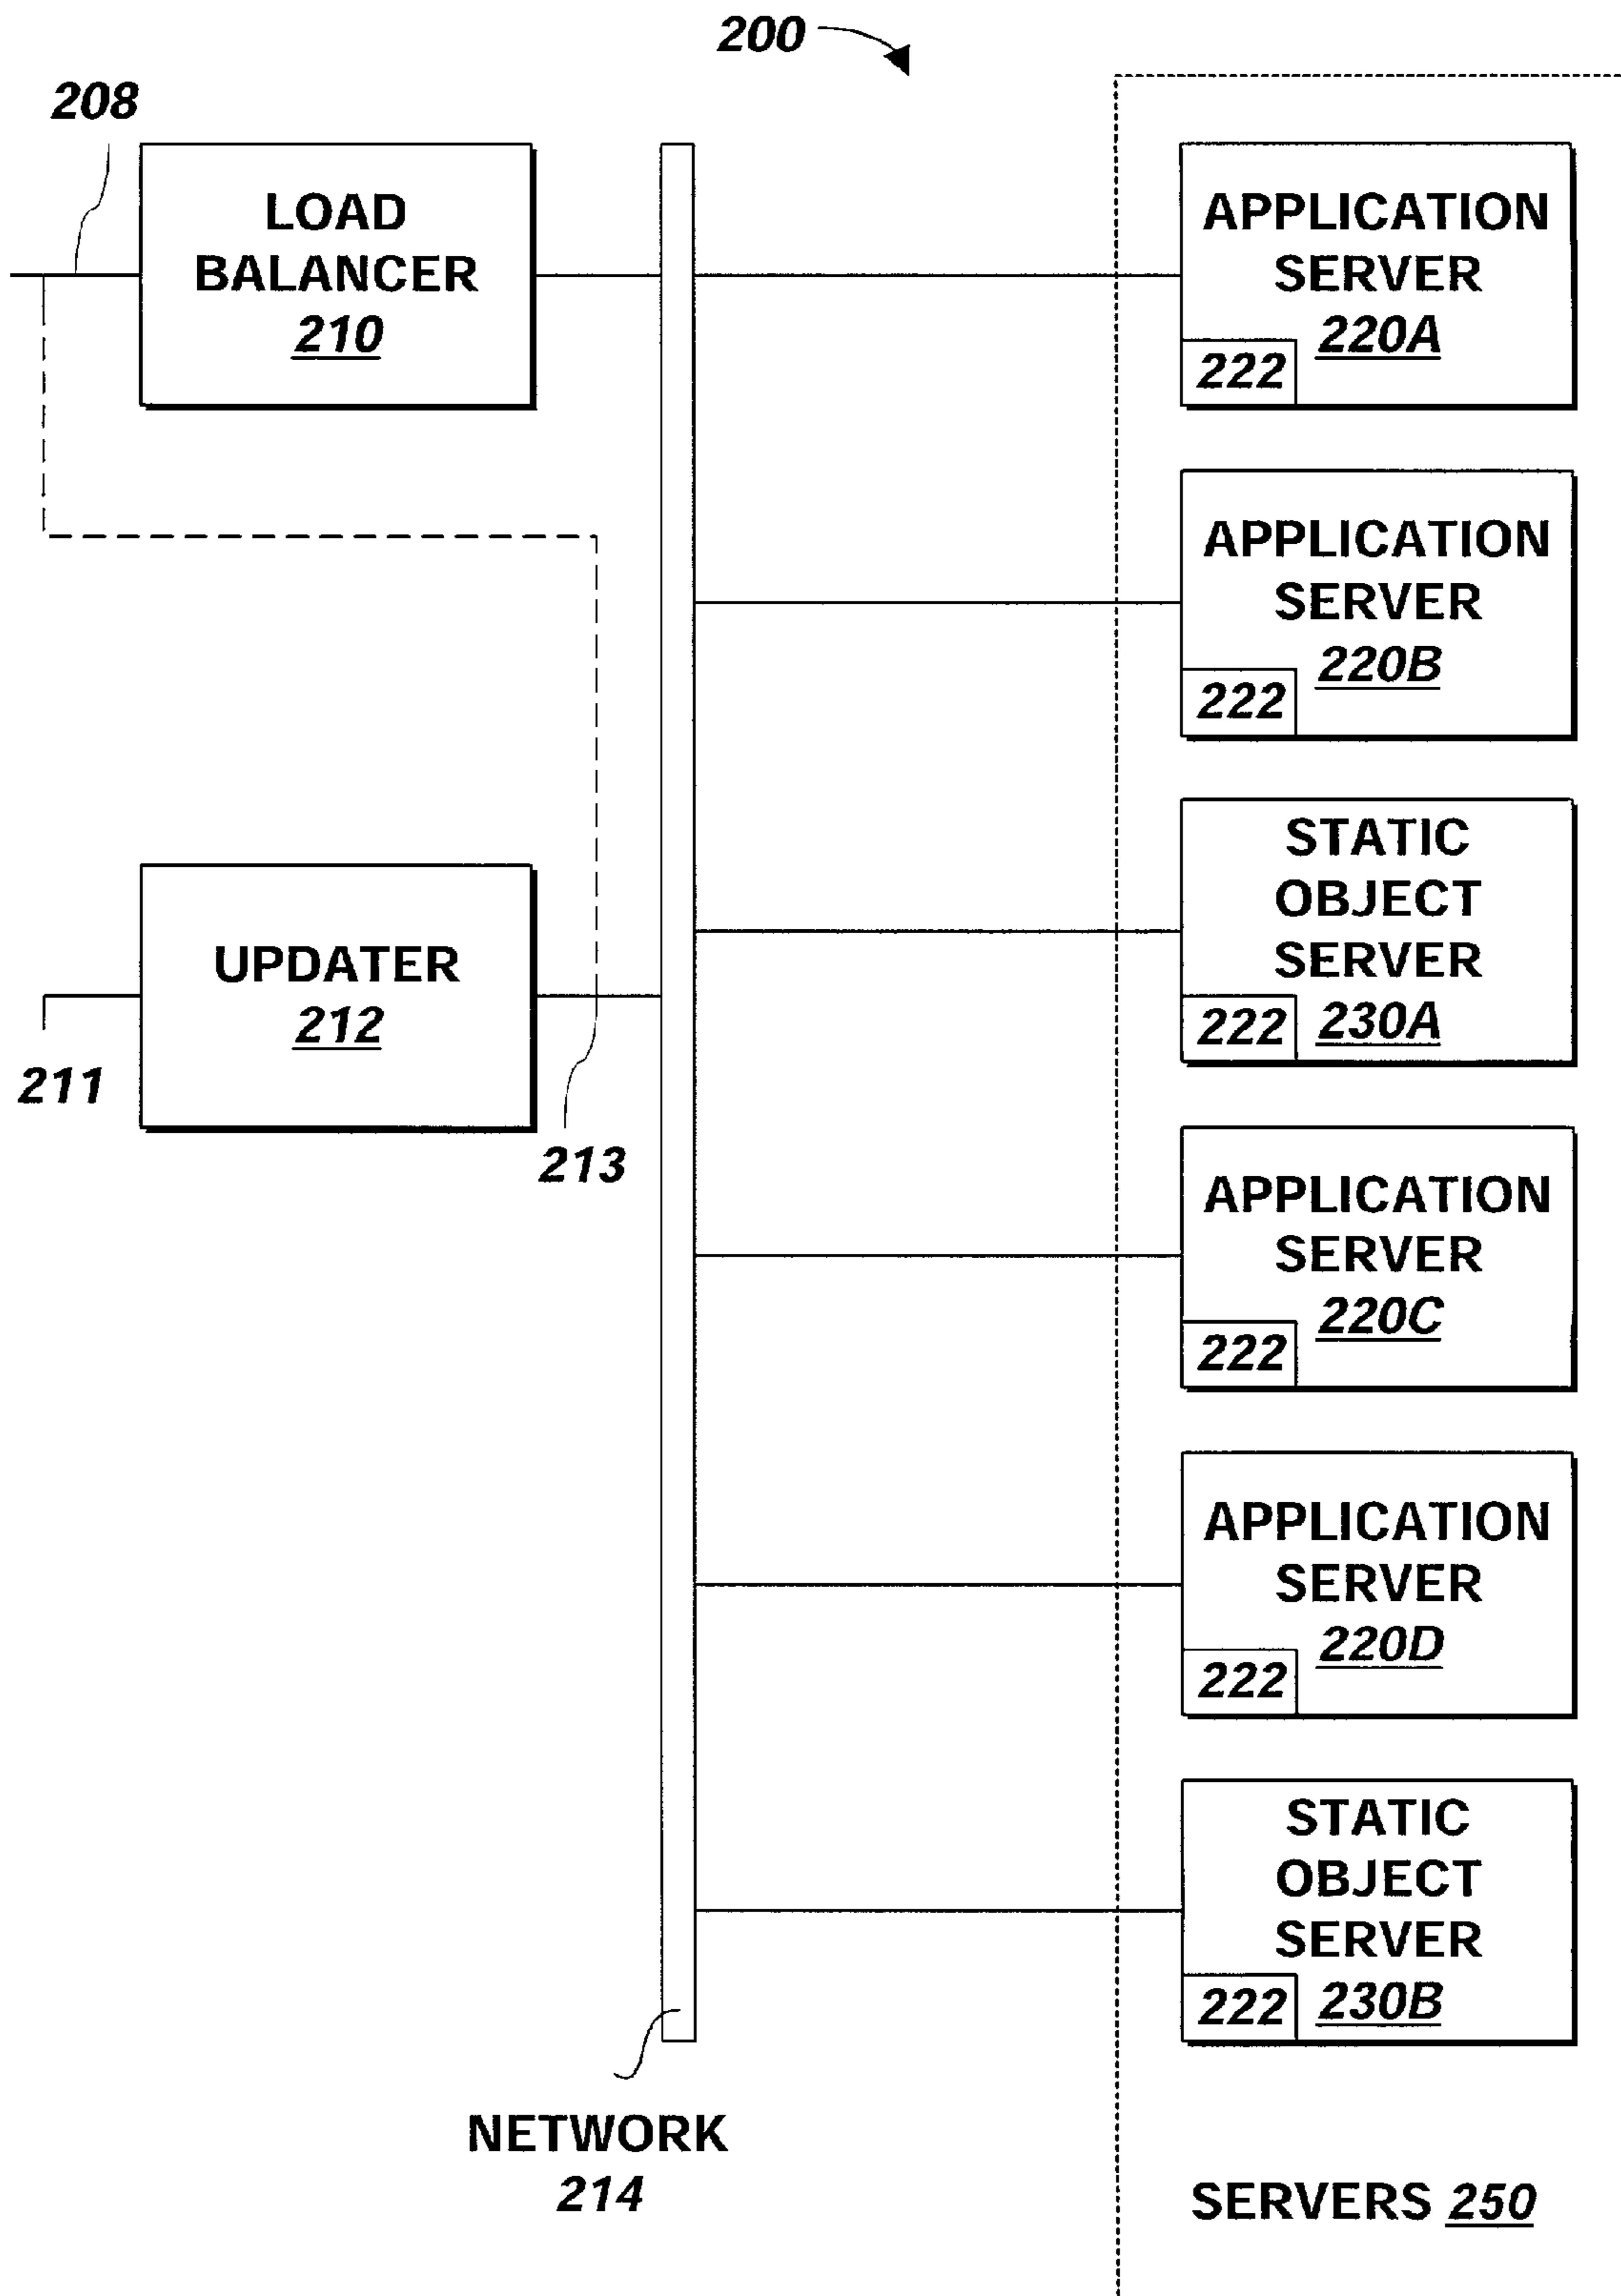 200
208
LOAD
BALANCER
210
UPDATER
212
211
213
NETWORK
214
APPLICATION
SERVER
220A
222
APPLICATION
SERVER
220B
222
STATIC
OBJECT
SERVER
230A
222
APPLICATION
SERVER
220C
222
APPLICATION
SERVER
220D
222
STATIC
OBJECT
SERVER
230B
222
SERVERS 250